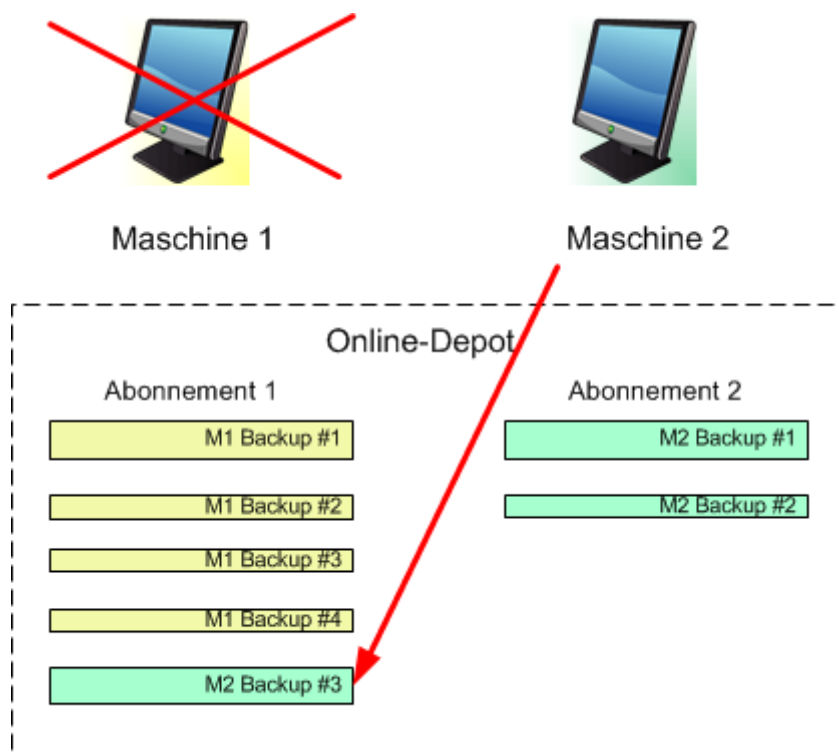 Maschine 1
Maschine 2
Online-Depot
Abonnement 1
Abonnement 2
M1 Backup #1
M2 Backup #1
M1 Backup #2
M2 Backup #2
M1 Backup #3
M1 Backup #4
M2 Backup #3